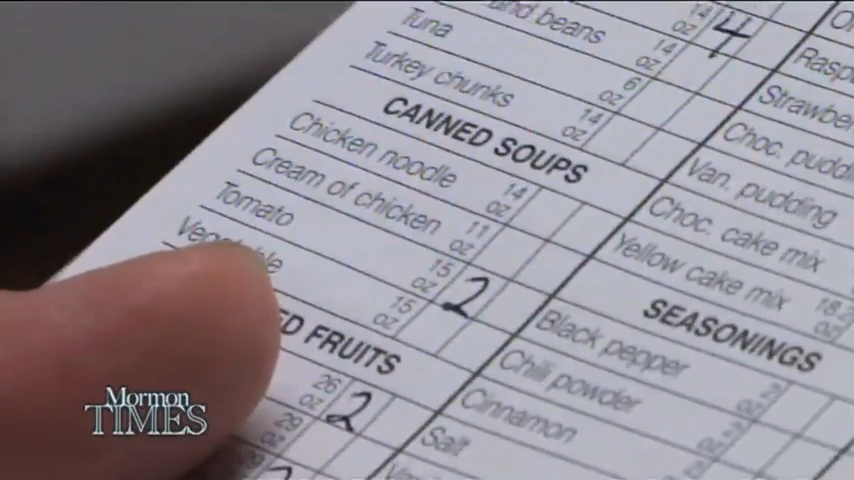 and beans 14 oz 4
Tuna 14 oz
Turkey chunks 6 oz
14 oz
CANNED SOUPS
Chicken noodle 14 oz
Cream of chicken 11 oz
Tomato 15 oz 2
Vegetable 15 oz
ED FRUITS
26 oz 2
29 oz
Rasp
Strawber
Choc. pudd
Van. pudding
Choc. cake mix
Yellow cake mix 18.2 oz
SEASONINGS
Black pepper
Chili powder
Cinnamon
Salt
Mormon
TIMES